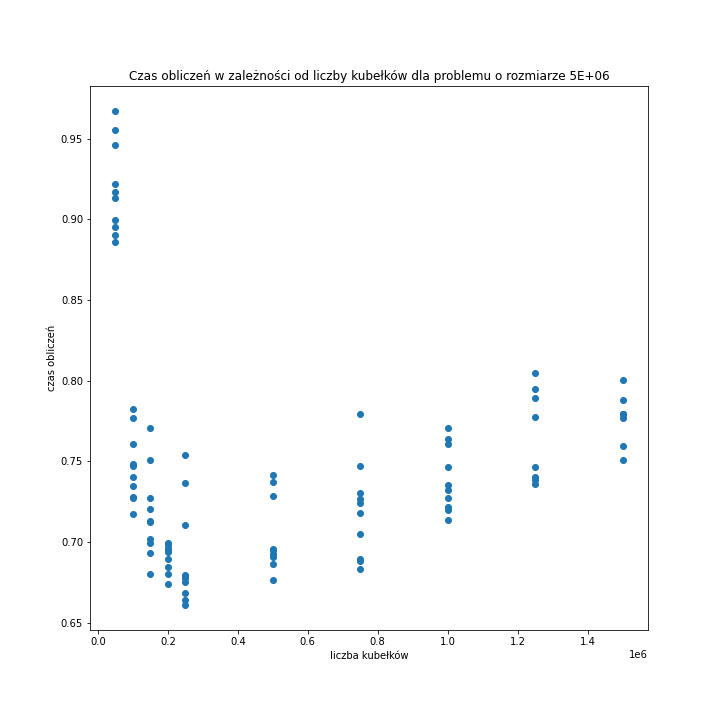 Czas obliczeń w zależności od liczby kubełków dla problemu o rozmiarze 5E+06
0.95
0.90
0.85
0.80
0.75
0.70
0.65
czas obliczeń
0.0 0.2 0.4 0.6 0.8 1.0 1.2 1.4
1e6
liczba kubełków